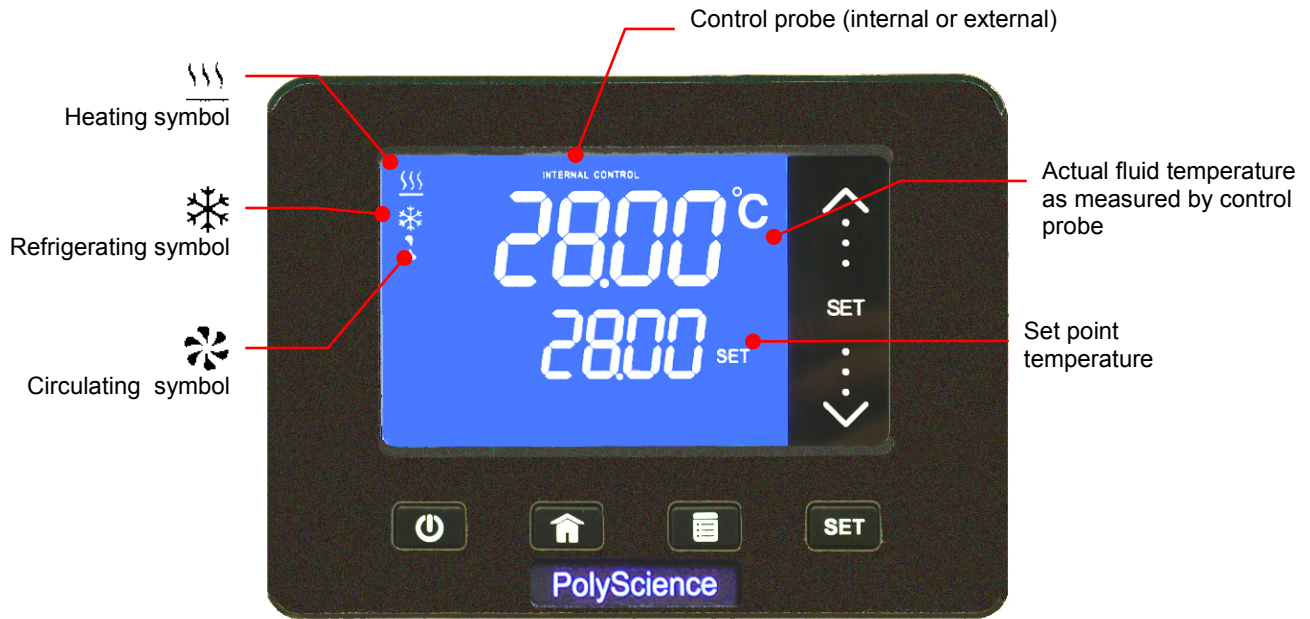 Control probe (internal or external)
Heating symbol
INTERNAL CONTROL
28.00 °C
Actual fluid temperature
as measured by control
probe
Refrigerating symbol
SET
28.00 SET
Set point
temperature
Circulating symbol
SET
PolyScience